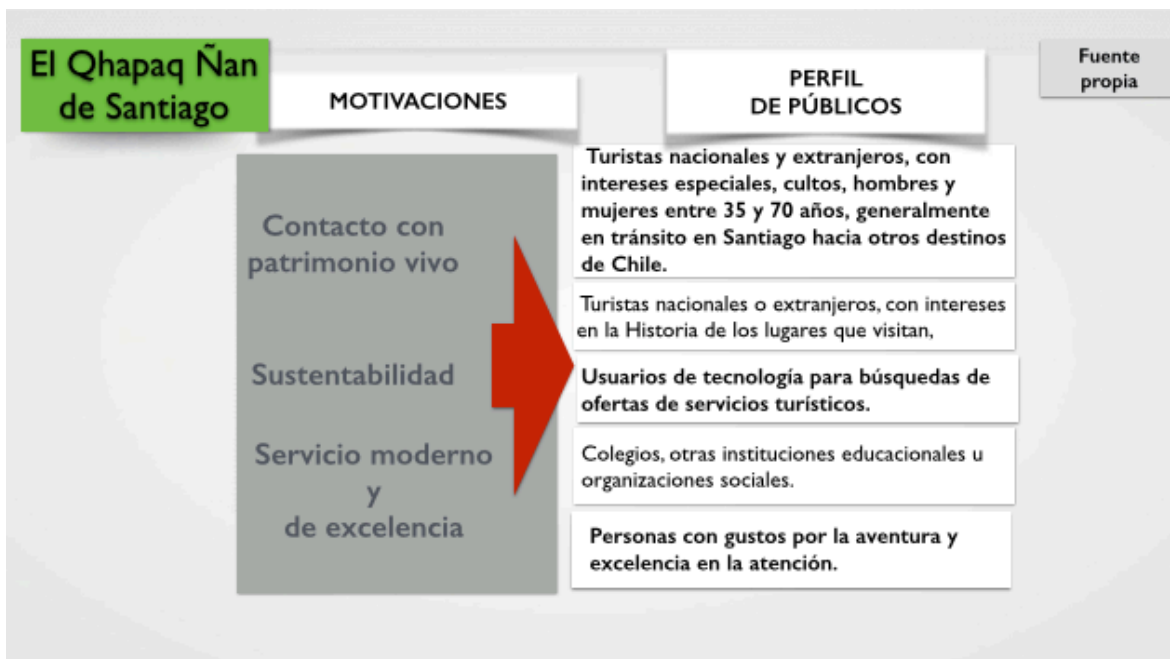 El Qhapaq Ñan
de Santiago
MOTIVACIONES
PERFIL
DE PÚBLICOS
Fuente
propia
Contacto con
patrimonio vivo
Sustentabilidad
Servicio moderno
y
de excelencia
Turistas nacionales y extranjeros, con
intereses especiales, cultos, hombres y
mujeres entre 35 y 70 años, generalmente
en tránsito en Santiago hacia otros destinos
de Chile.
Turistas nacionales o extranjeros, con intereses
en la Historia de los lugares que visitan,
Usuarios de tecnología para búsquedas de
ofertas de servicios turísticos.
Colegios, otras instituciones educacionales u
organizaciones sociales.
Personas con gustos por la aventura y
excelencia en la atención.